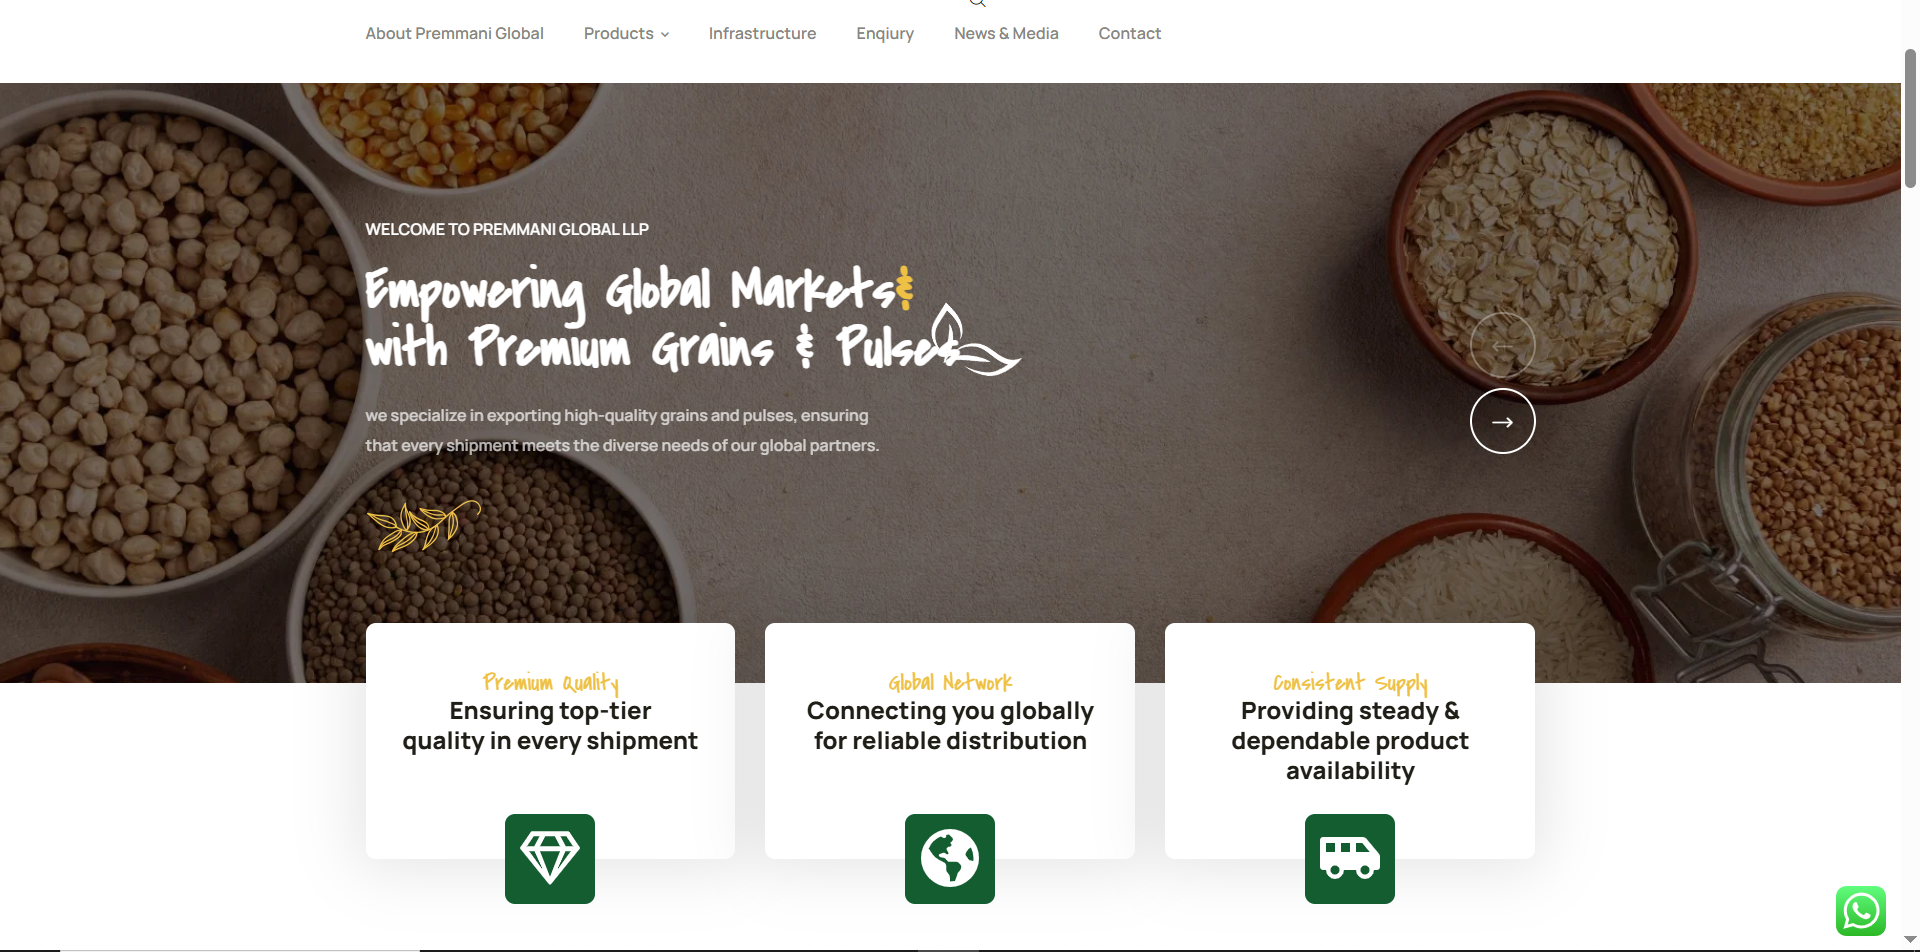 About Premmani Global Products Infrastructure Enqiury News & Media Contact
WELCOME TO PREMMANI GLOBAL LLP
Empowering Global Markets&
with Premium Grains & Pulses
we specialize in exporting high-quality grains and pulses, ensuring
that every shipment meets the diverse needs of our global partners.
Premium Quality
Ensuring top-tier
quality in every shipment
Global Network
Connecting you globally
for reliable distribution
Consistent Supply
Providing steady &
dependable product
availability